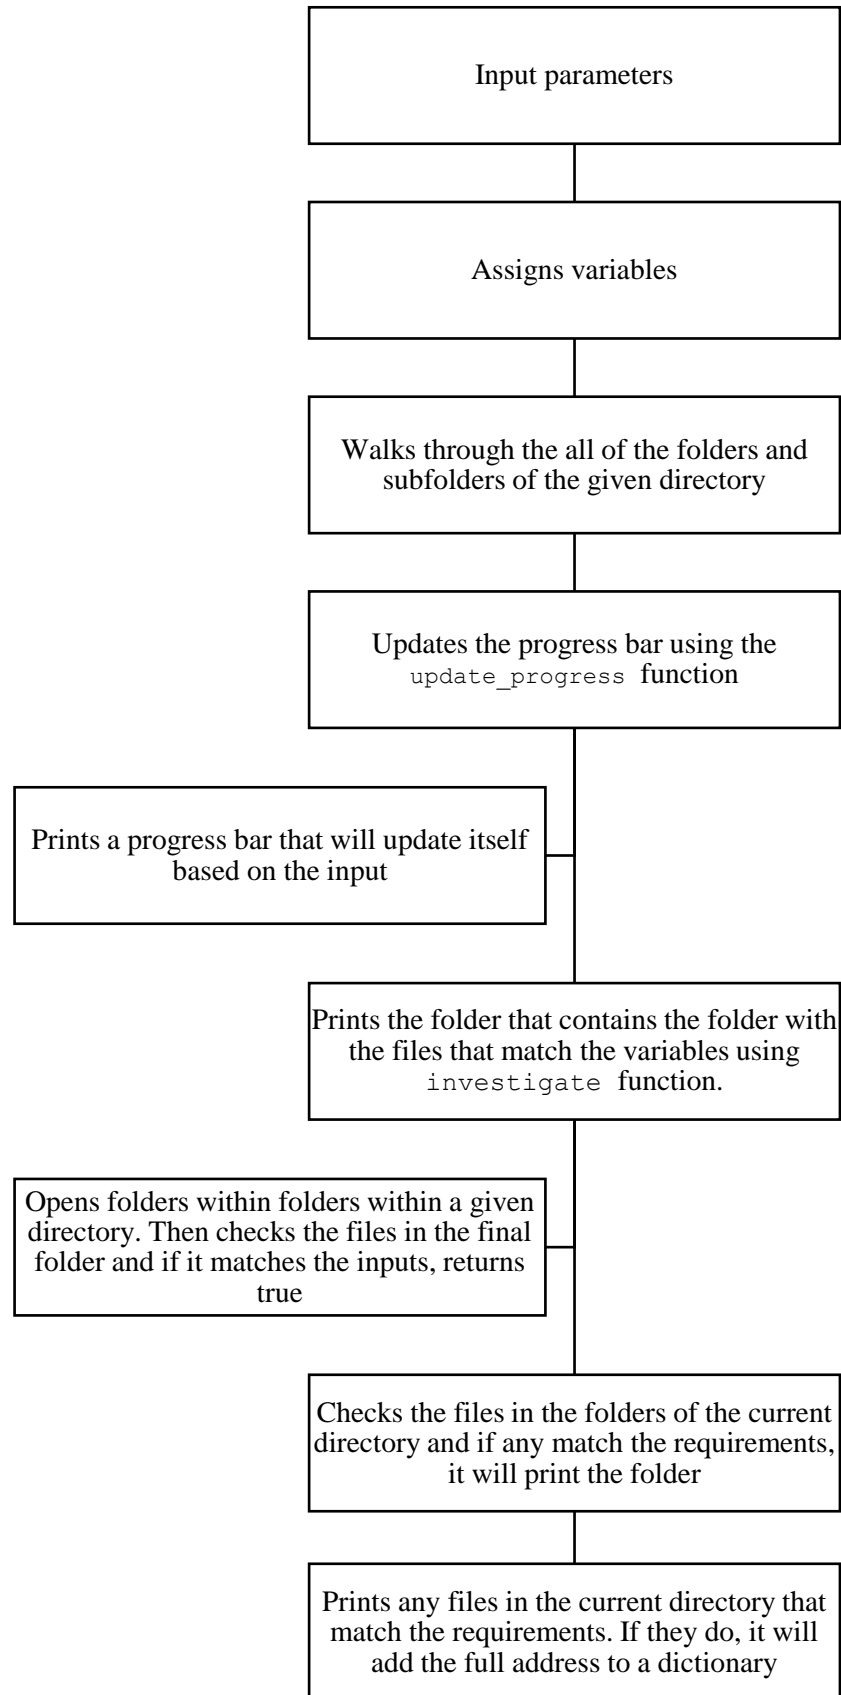 Input parameters
Assigns variables
Walks through the all of the folders and
subfolders of the given directory
Updates the progress bar using the
update_progress function
Prints a progress bar that will update itself
based on the input
Prints the folder that contains the folder with
the files that match the variables using
investigate function.
Opens folders within folders within a given
directory. Then checks the files in the final
folder and if it matches the inputs, returns
true
Checks the files in the folders of the current
directory and if any match the requirements,
it will print the folder
Prints any files in the current directory that
match the requirements. If they do, it will
add the full address to a dictionary